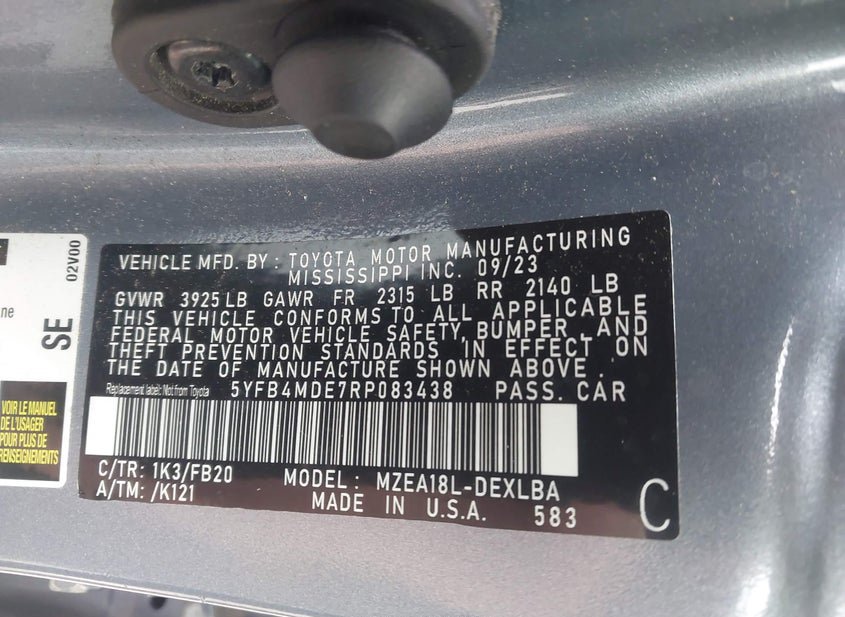 02V00
ne
SE
VOIR LE MANUEL
DE L'USAGER
POUR PLUS DE
RENSEIGNEMENTS
VEHICLE MFD. BY : TOYOTA MOTOR MANUFACTURING
MISSISSIPPI INC. 09/23
GVWR 3925 LB GAWR FR 2315 LB RR 2140 LB
THIS VEHICLE CONFORMS TO ALL APPLICABLE
FEDERAL MOTOR VEHICLE SAFETY, BUMPER, AND
THEFT PREVENTION STANDARDS IN EFFECT ON
THE DATE OF MANUFACTURE SHOWN ABOVE.
Replacement label: Not from Toyota 5YFB4MDE7RP083438 PASS. CAR
C/TR: 1K3/FB20 MODEL : MZEA18L-DEXLBA
A/TM: /K121 MADE IN U.S.A. 583 C